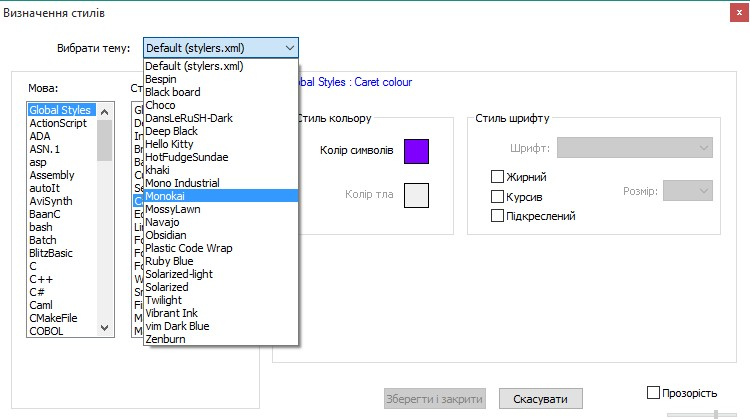 Визначення стилів
Вибрати тему:
Default (stylers.xml)
Default (stylers.xml)
Bespin
Black board
Choco
DansLeRuSH-Dark
Deep Black
Hello Kitty
HotFudgeSundae
khaki
Mono Industrial
Monokai
MossyLawn
Navajo
Obsidian
Plastic Code Wrap
Ruby Blue
Solarized-light
Solarized
Twilight
Vibrant Ink
vim Dark Blue
Zenburn
Мова:
Global Styles
ActionScript
ADA
ASN.1
asp
Assembly
autoIt
AviSynth
BaanC
bash
Batch
BlitzBasic
C
C++
C#
Caml
CMakeFile
COBOL
Styles : Caret colour
Стиль кольору
Колір символів
Колір тла
Стиль шрифту
Шрифт:
Жирний
Курсив
Підкреслений
Розмір:
Зберегти і закрити
Скасувати
Прозорість